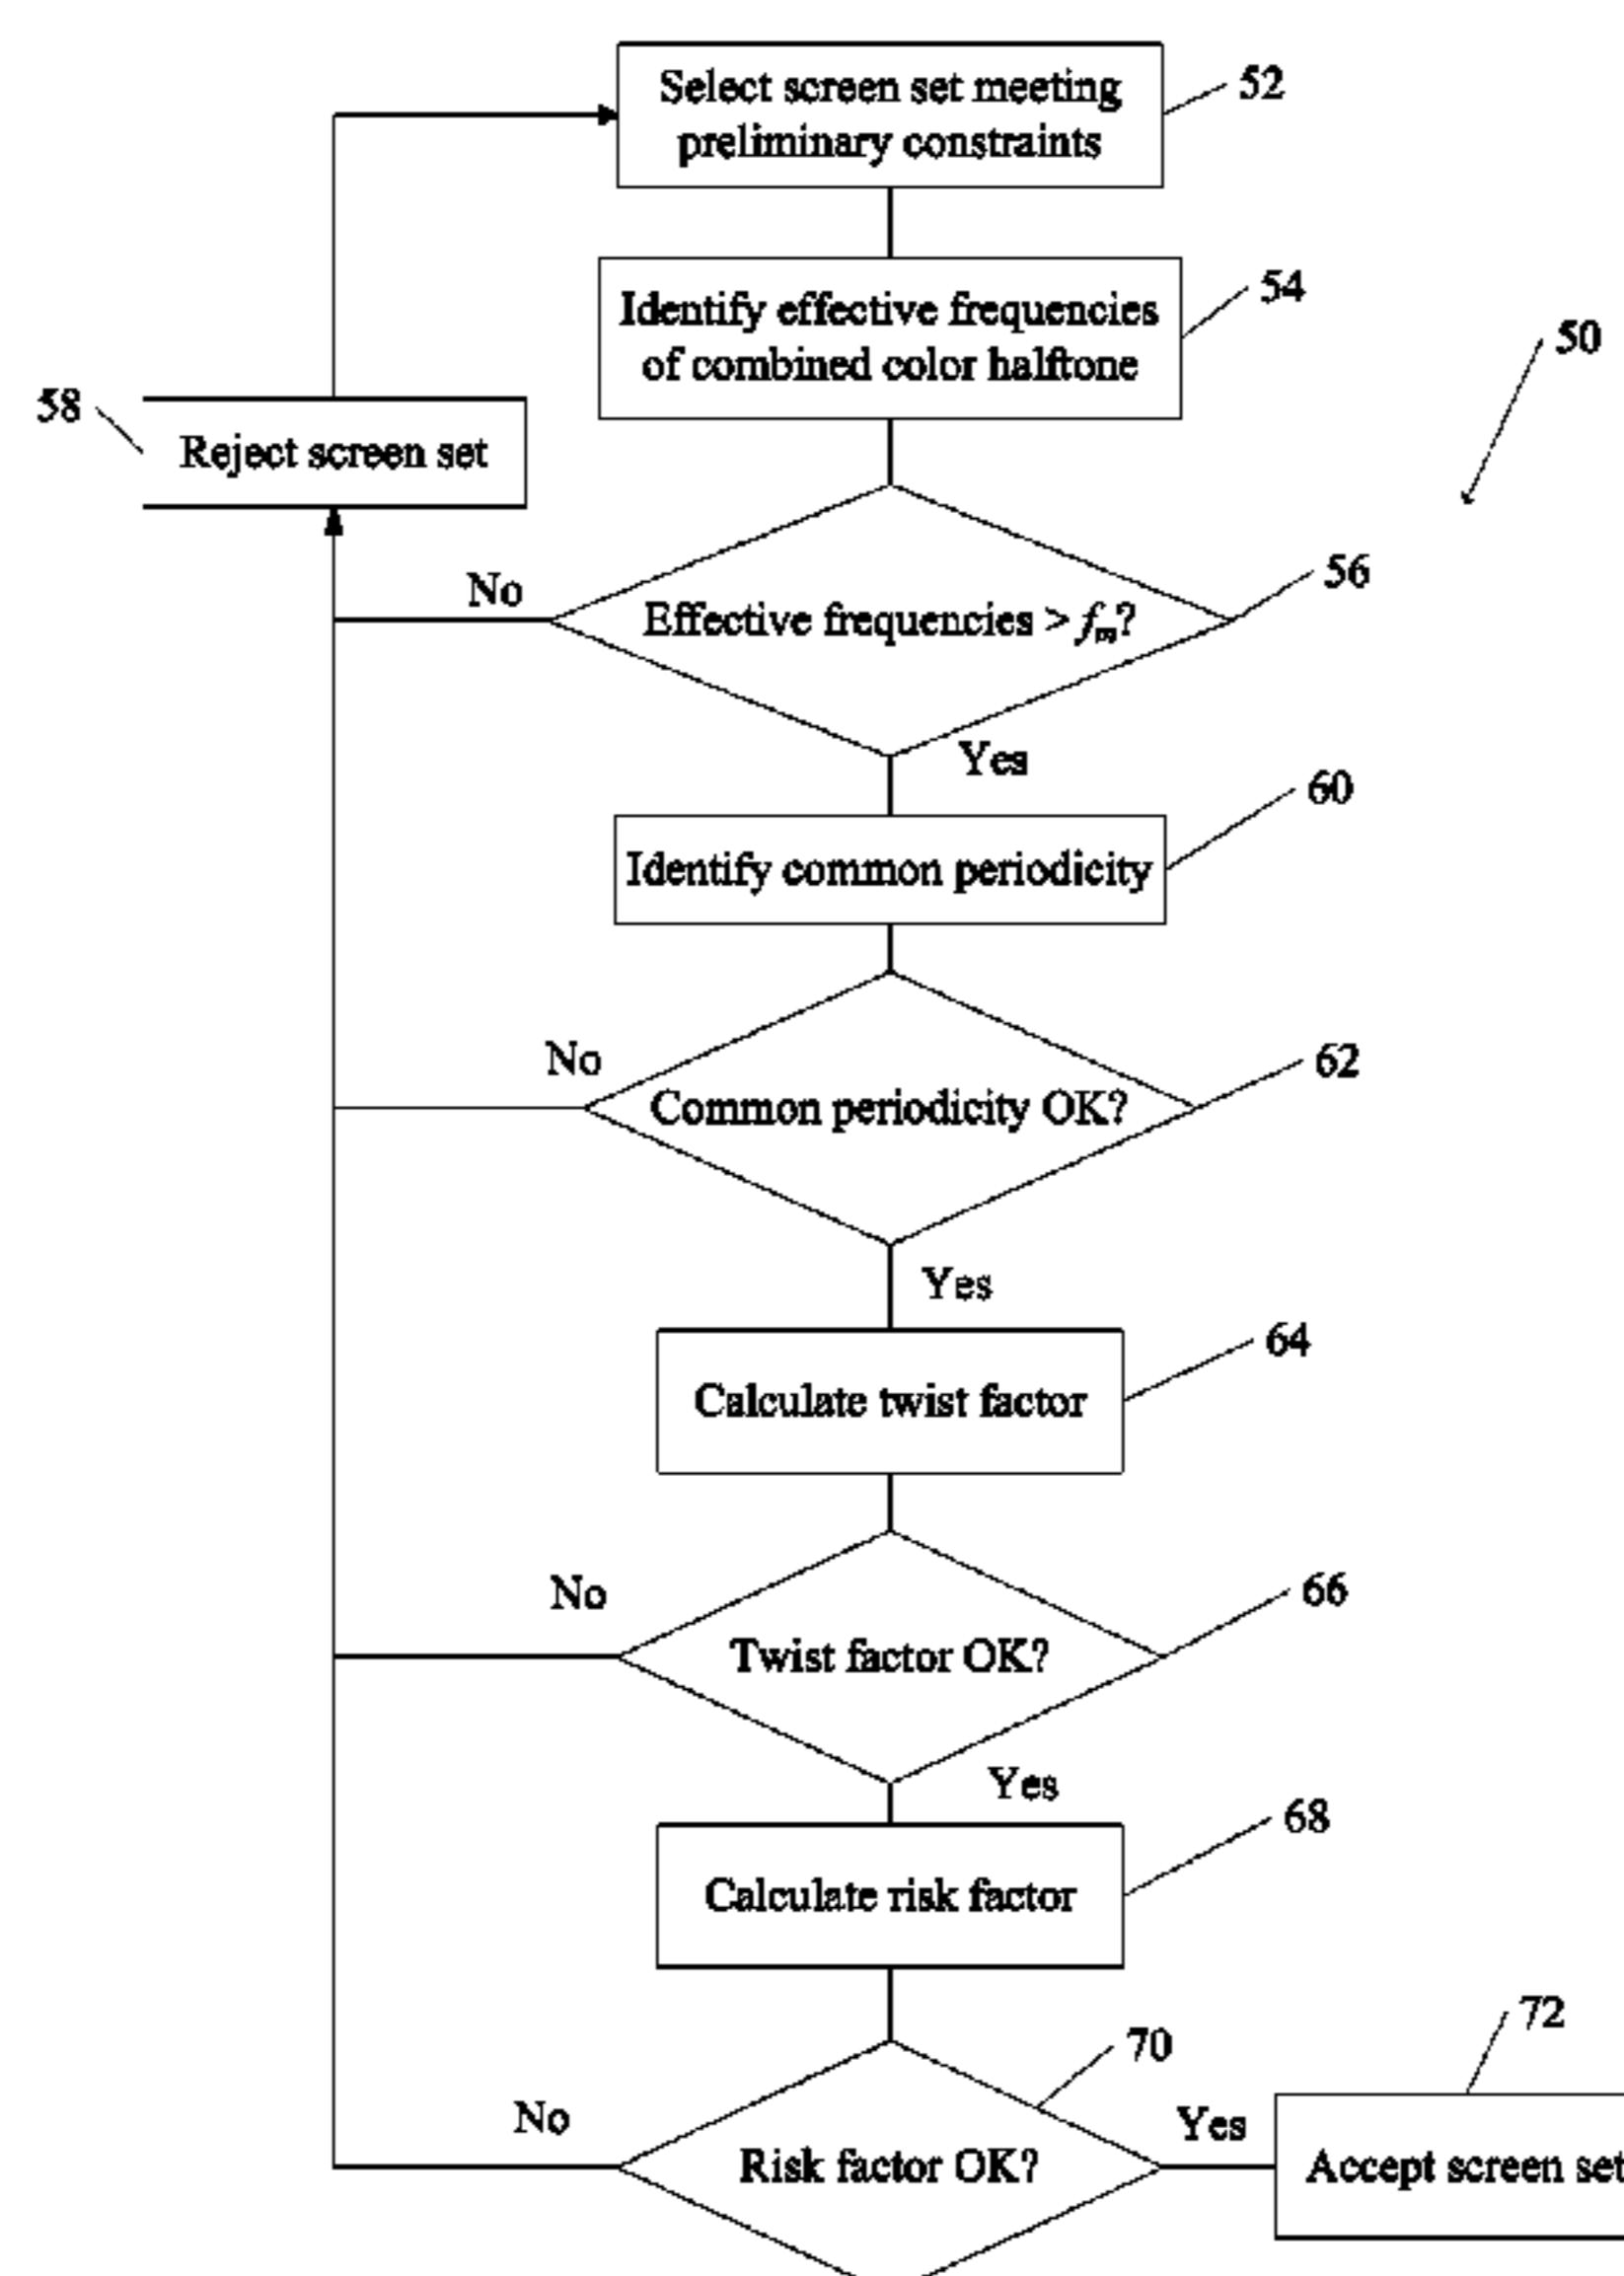 Select screen set meeting
preliminary constraints
52
Identify effective frequencies
of combined color halftone
54
50
58
Reject screen set
No
Effective frequencies > fm?
56
Yes
60
Identify common periodicity
No
Common periodicity OK?
62
Yes
64
Calculate twist factor
No
Twist factor OK?
66
Yes
68
Calculate risk factor
70
72
No
Risk factor OK?
Yes
Accept screen set